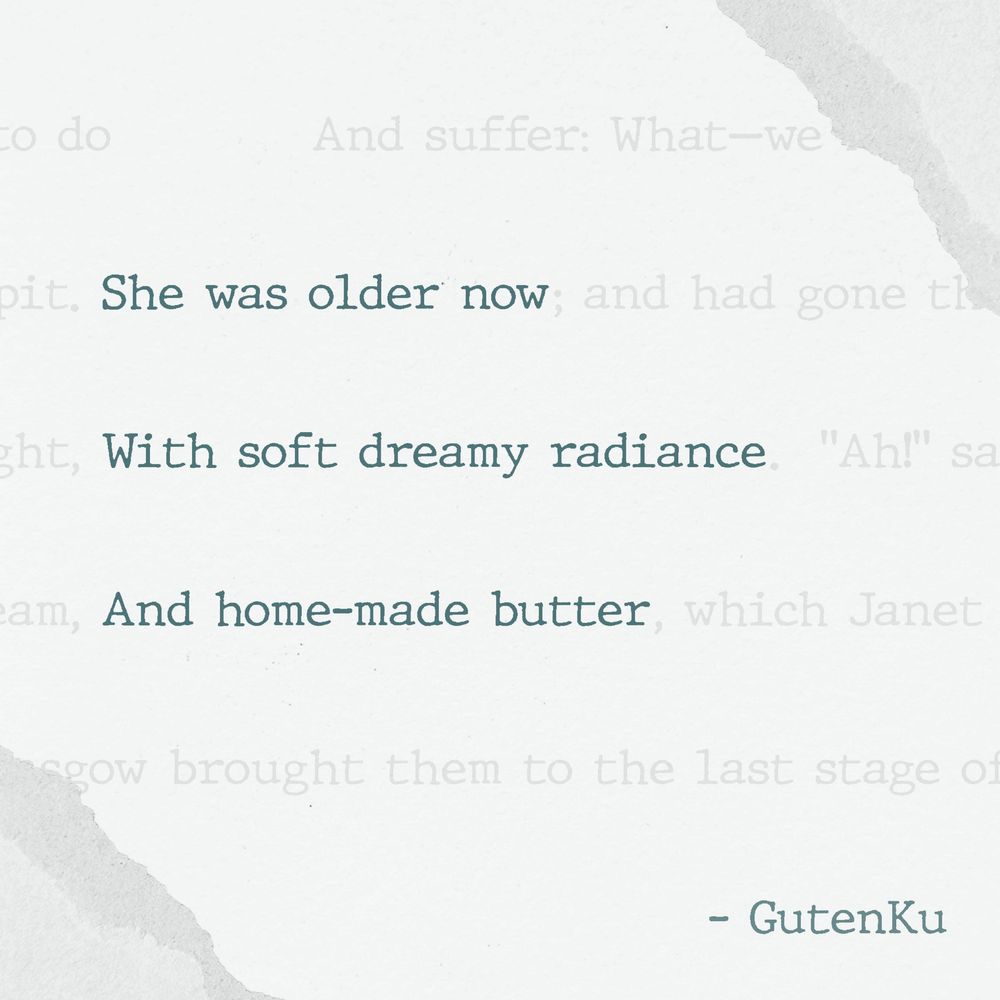 to do And suffer: What—we
pit. She was older now; and had gone th
ght, With soft dreamy radiance. "Ah!" sa
eam, And home-made butter, which Janet
sgow brought them to the last stage of
- GutenKu